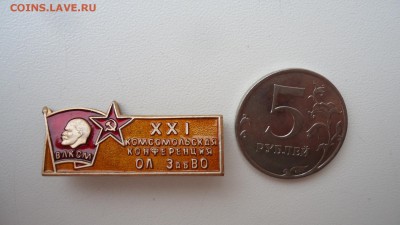 COINS.LAVE.RU
XXI
КОМСОМОЛЬСКАЯ
КОНФЕРЕНЦИЯ
ОЛ ЗабВО
ВЛКСМ
5
РУБЛЕЙ